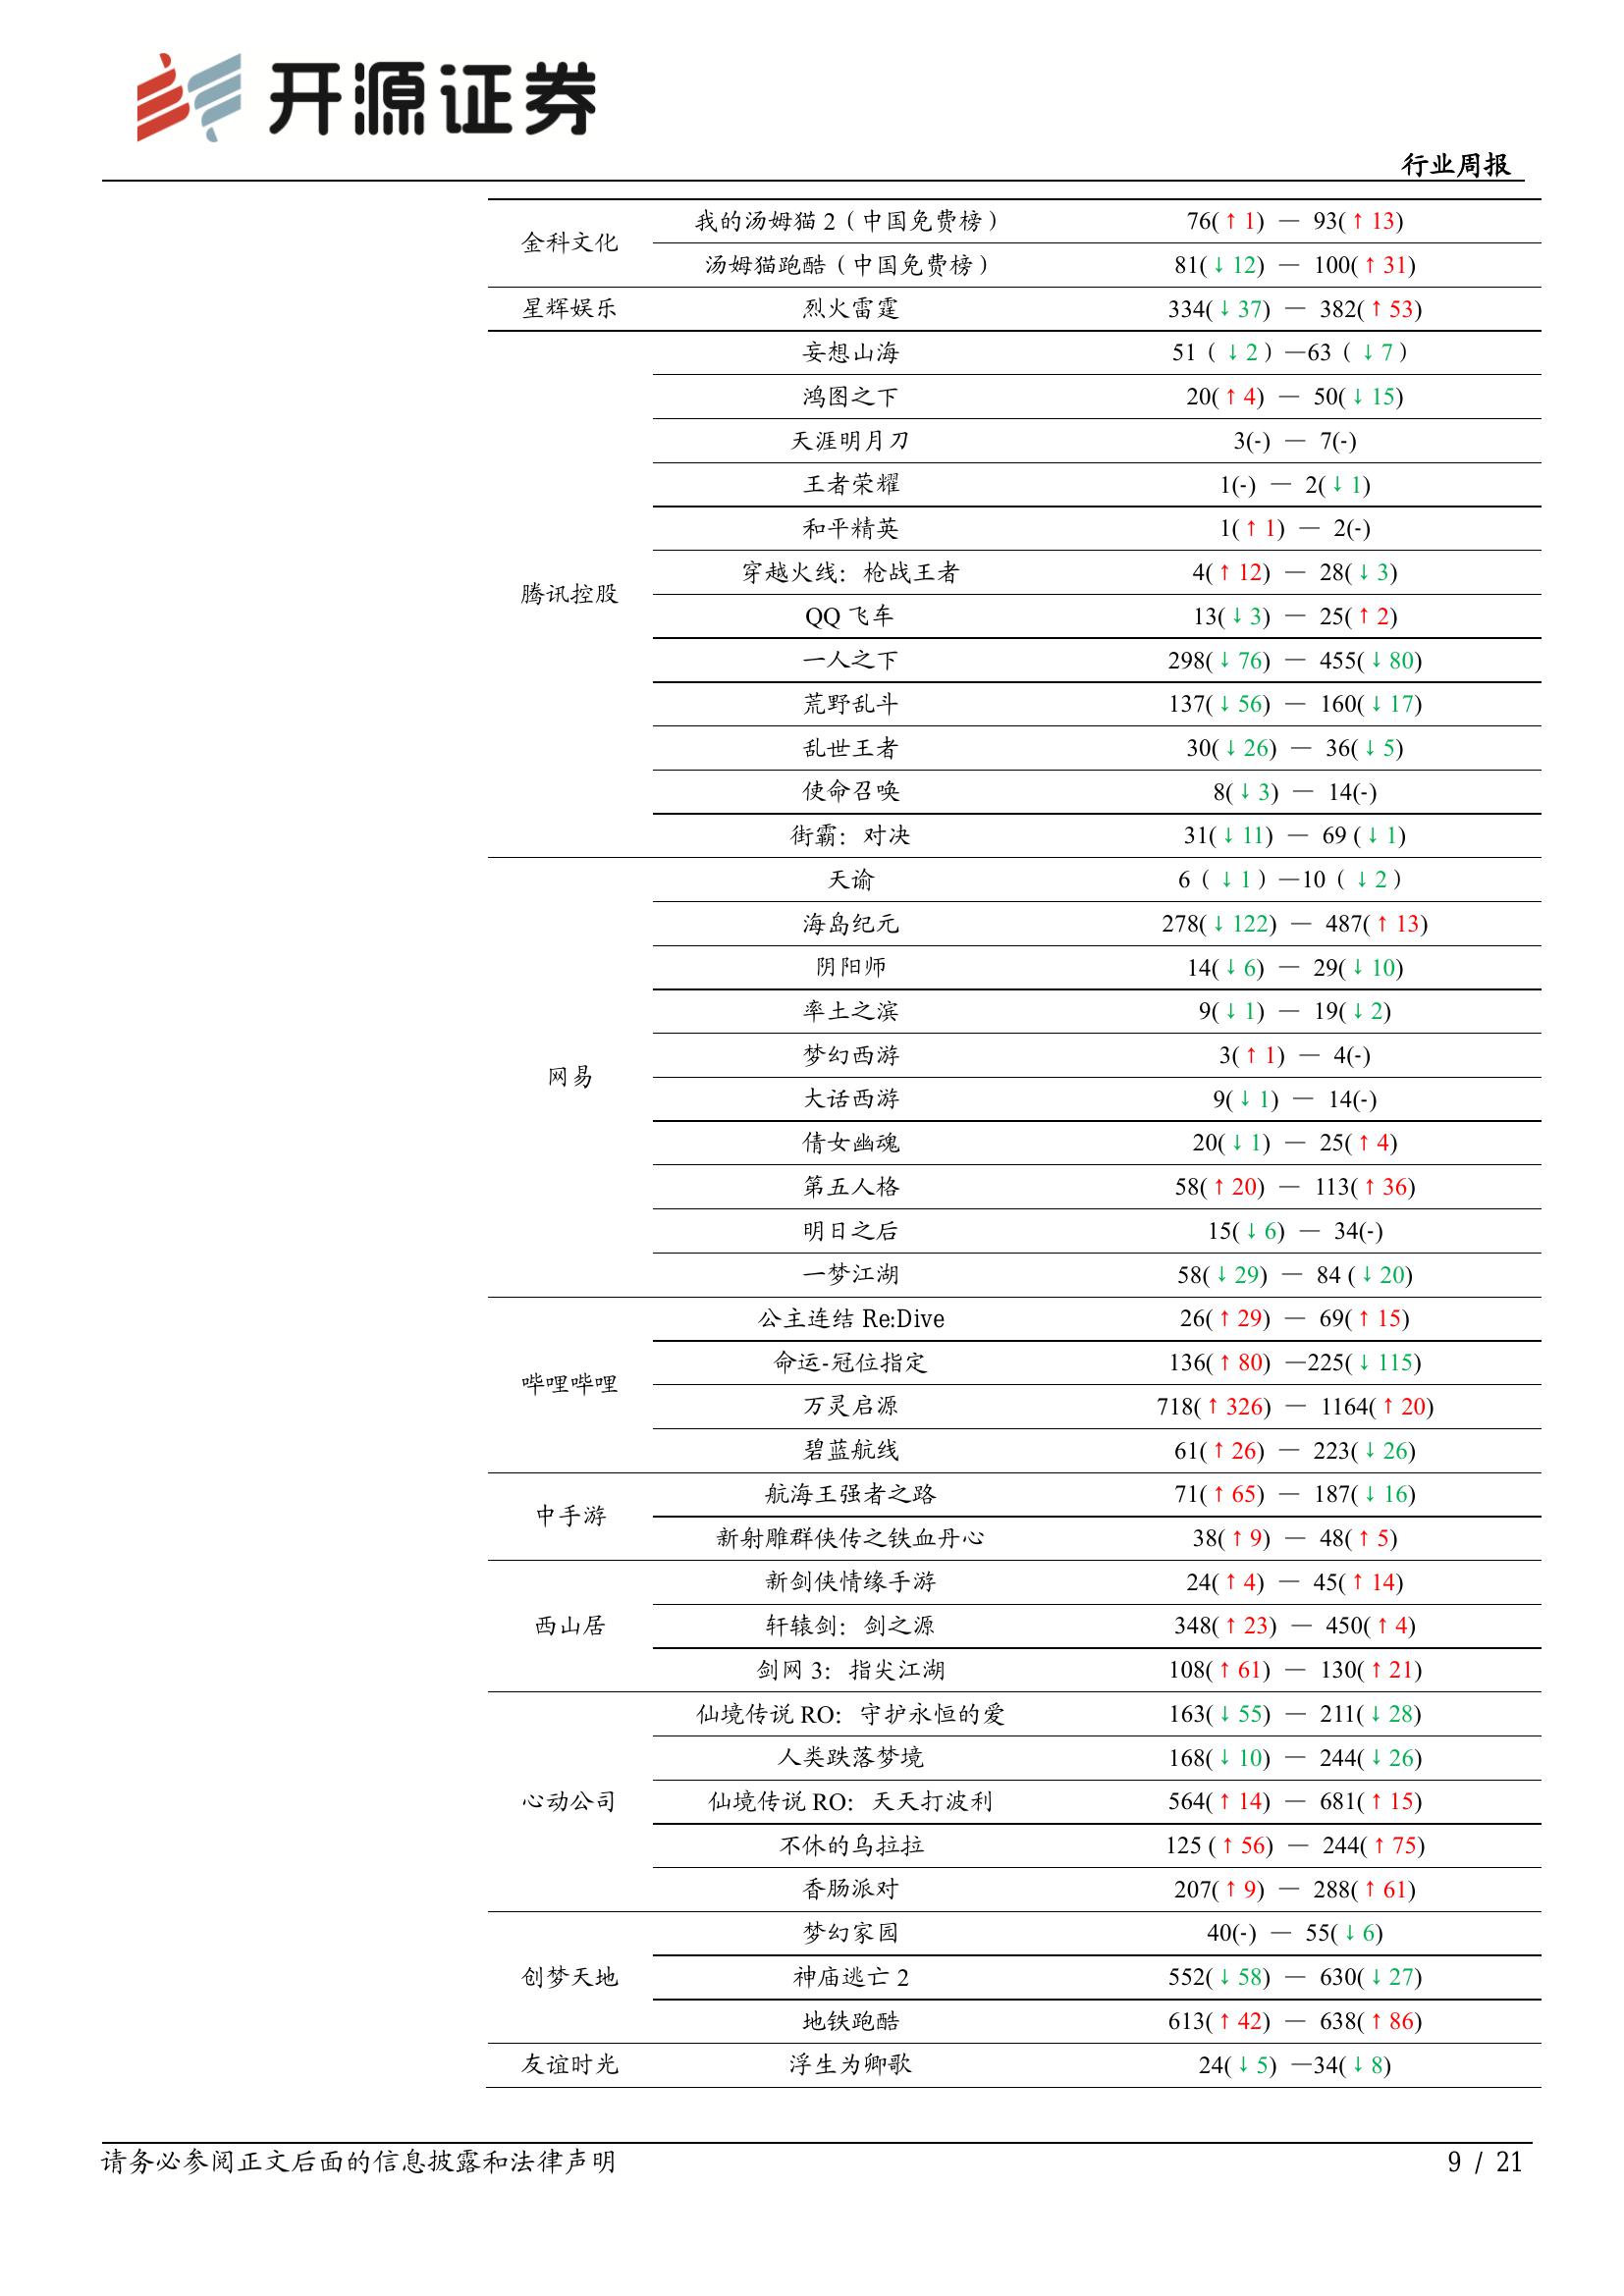 开源证券
行业周报
金科文化 我的汤姆猫 2（中国免费榜） 76(↑1) — 93(↑13)
汤姆猫跑酷（中国免费榜） 81(↓12) — 100(↑31)
星辉娱乐 烈火雷霆 334(↓37) — 382(↑53)
腾讯控股 妄想山海 51（↓2）—63（↓7）
鸿图之下 20(↑4) — 50(↓15)
天涯明月刀 3(-) — 7(-)
王者荣耀 1(-) — 2(↓1)
和平精英 1(↑1) — 2(-)
穿越火线：枪战王者 4(↑12) — 28(↓3)
QQ 飞车 13(↓3) — 25(↑2)
一人之下 298(↓76) — 455(↓80)
荒野乱斗 137(↓56) — 160(↓17)
乱世王者 30(↓26) — 36(↓5)
使命召唤 8(↓3) — 14(-)
街霸：对决 31(↓11) — 69 (↓1)
网易 天谕 6（↓1）—10（↓2）
海岛纪元 278(↓122) — 487(↑13)
阴阳师 14(↓6) — 29(↓10)
率土之滨 9(↓1) — 19(↓2)
梦幻西游 3(↑1) — 4(-)
大话西游 9(↓1) — 14(-)
倩女幽魂 20(↓1) — 25(↑4)
第五人格 58(↑20) — 113(↑36)
明日之后 15(↓6) — 34(-)
一梦江湖 58(↓29) — 84 (↓20)
哔哩哔哩 公主连结 Re:Dive 26(↑29) — 69(↑15)
命运-冠位指定 136(↑80) —225(↓115)
万灵启源 718(↑326) — 1164(↑20)
碧蓝航线 61(↑26) — 223(↓26)
中手游 航海王强者之路 71(↑65) — 187(↓16)
新射雕群侠传之铁血丹心 38(↑9) — 48(↑5)
西山居 新剑侠情缘手游 24(↑4) — 45(↑14)
轩辕剑：剑之源 348(↑23) — 450(↑4)
剑网 3：指尖江湖 108(↑61) — 130(↑21)
心动公司 仙境传说 RO：守护永恒的爱 163(↓55) — 211(↓28)
人类跌落梦境 168(↓10) — 244(↓26)
仙境传说 RO：天天打波利 564(↑14) — 681(↑15)
不休的乌拉拉 125 (↑56) — 244(↑75)
香肠派对 207(↑9) — 288(↑61)
创梦天地 梦幻家园 40(-) — 55(↓6)
神庙逃亡 2 552(↓58) — 630(↓27)
地铁跑酷 613(↑42) — 638(↑86)
友谊时光 浮生为卿歌 24(↓5) —34(↓8)
请务必参阅正文后面的信息披露和法律声明 9 / 21